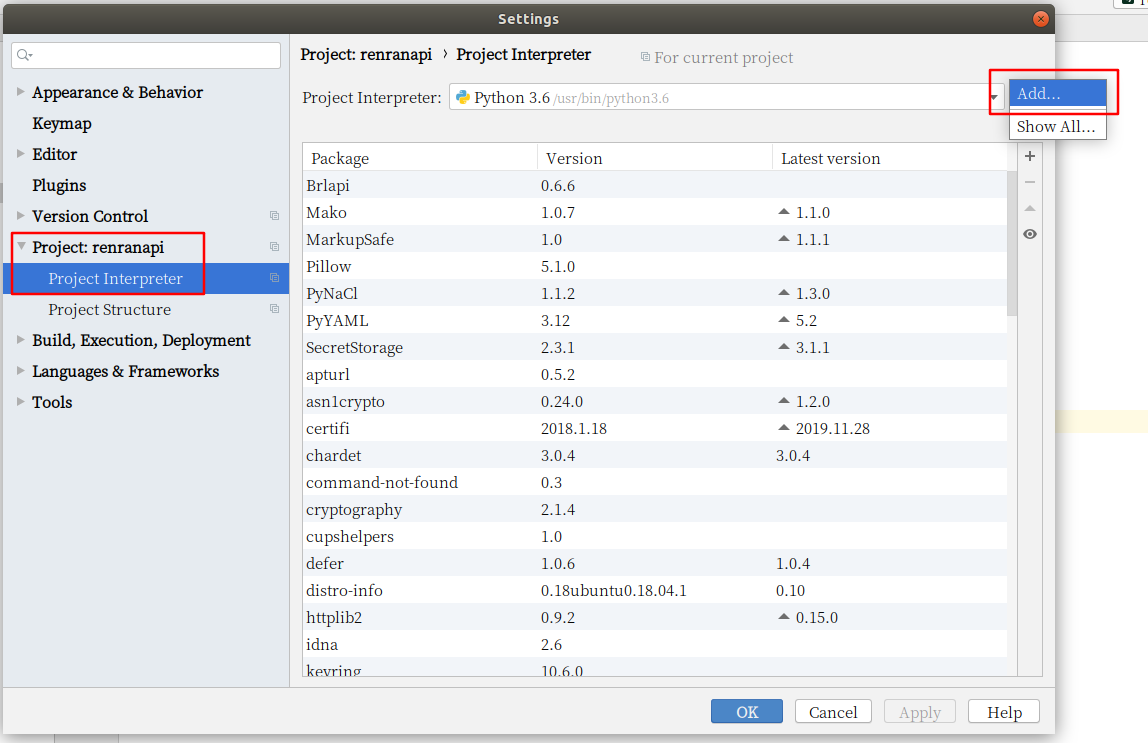 Settings
Project: renranapi › Project Interpreter For current project
Appearance & Behavior
Keymap
Editor
Plugins
Version Control
Project: renranapi
Project Interpreter
Project Structure
Build, Execution, Deployment
Languages & Frameworks
Tools
Project Interpreter: Python 3.6 /usr/bin/python3.6
Add...
Show All...
Package Version Latest version
Brlapi 0.6.6
Mako 1.0.7 1.1.0
MarkupSafe 1.0 1.1.1
Pillow 5.1.0
PyNaCl 1.1.2 1.3.0
PyYAML 3.12 5.2
SecretStorage 2.3.1 3.1.1
apturl 0.5.2
asn1crypto 0.24.0 1.2.0
certifi 2018.1.18 2019.11.28
chardet 3.0.4 3.0.4
command-not-found 0.3
cryptography 2.1.4
cupshelpers 1.0
defer 1.0.6 1.0.4
distro-info 0.18ubuntu0.18.04.1 0.10
httplib2 0.9.2 0.15.0
idna 2.6
keyring 10.6.0
OK Cancel Apply Help